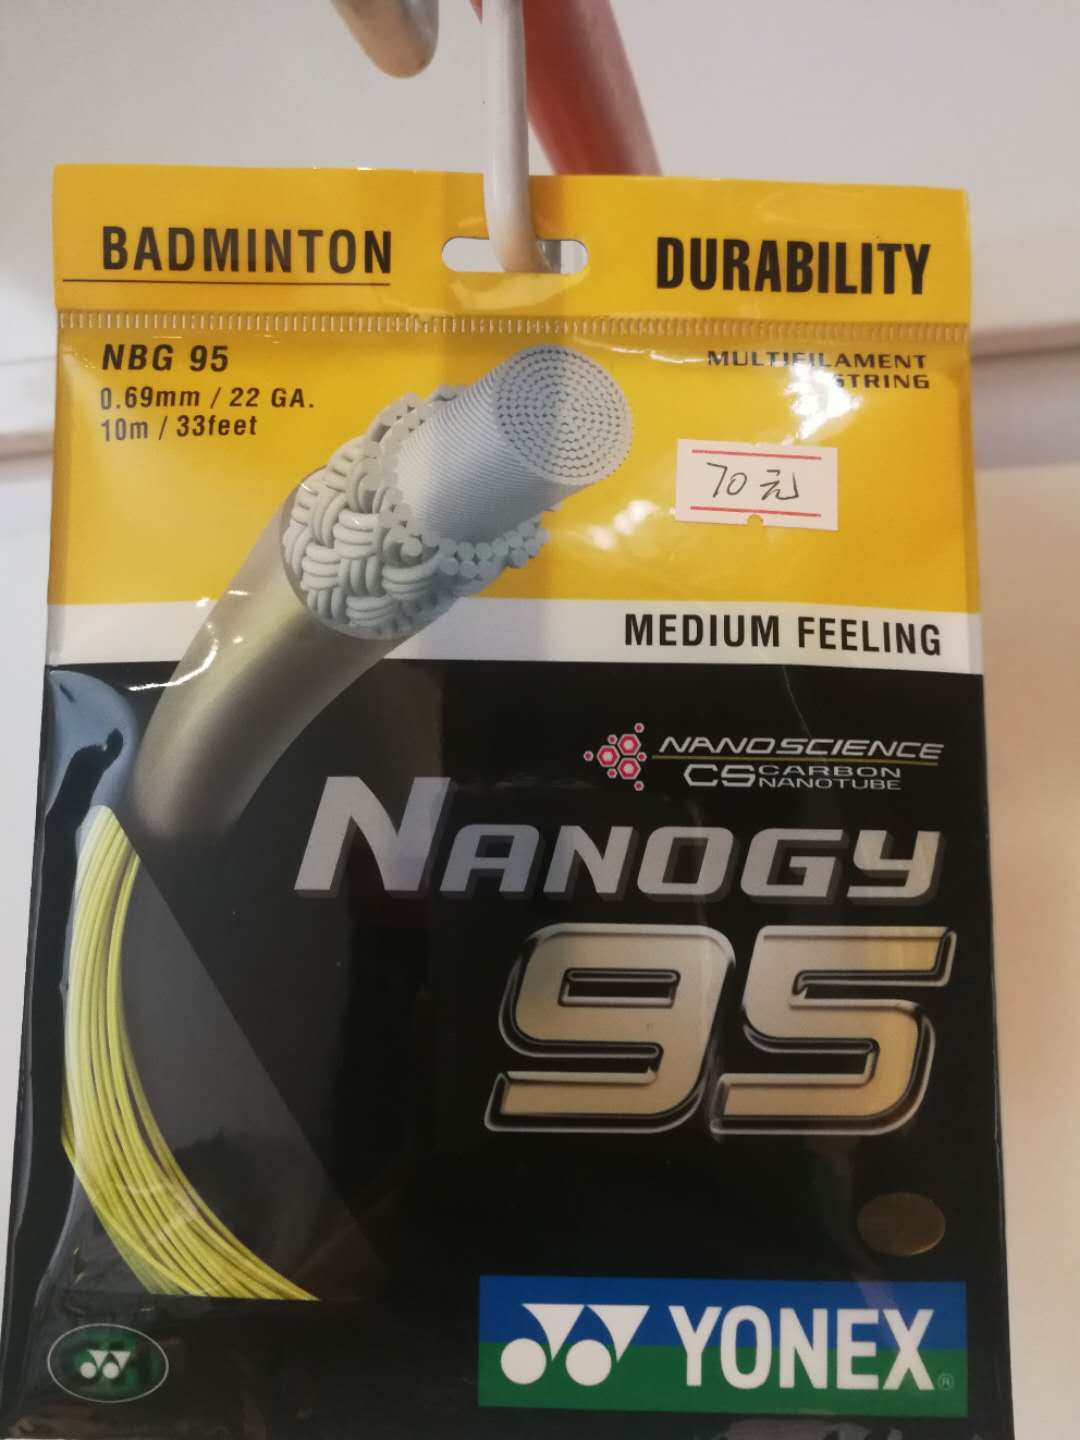 BADMINTON
DURABILITY
NBG 95
0.69mm / 22 GA.
10m / 33feet
MULTIFILAMENT
STRING
70元
MEDIUM FEELING
NANOSCIENCE
CS CARBON
NANOTUBE
NANOGY
95
YONEX®